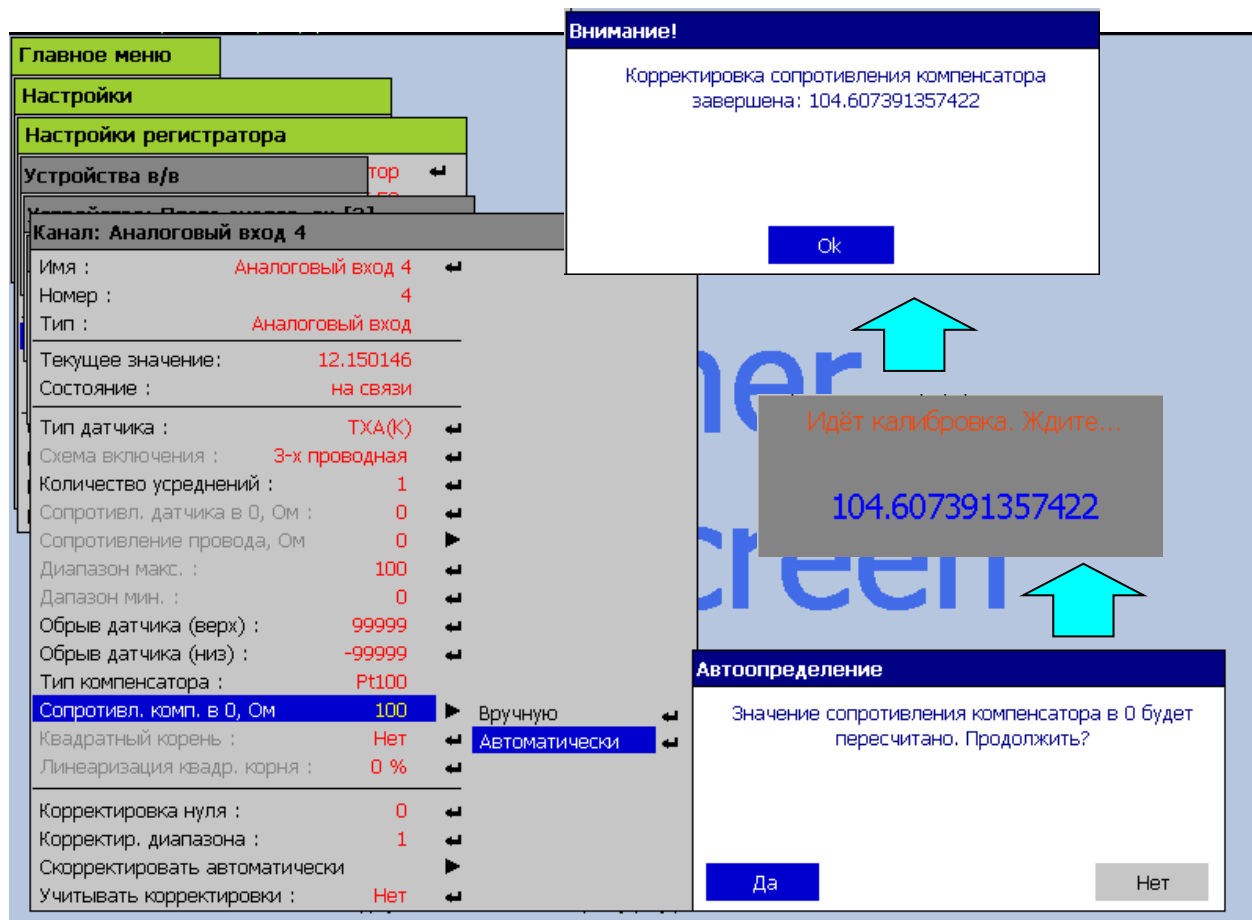 Главное меню
Настройки
Настройки регистратора
Устройства в/в
тор
Канал: Аналоговый вход 4
Имя : Аналоговый вход 4
Номер : 4
Тип : Аналоговый вход
Текущее значение: 12.150146
Состояние : на связи
Тип датчика : ТХА(К)
Схема включения : 3-х проводная
Количество усреднений : 1
Сопротивл. датчика в 0, Ом : 0
Сопротивление провода, Ом 0
Диапазон макс. : 100
Дапазон мин. : 0
Обрыв датчика (верх) : 99999
Обрыв датчика (низ) : -99999
Тип компенсатора : Pt100
Сопротивл. комп. в 0, Ом 100
Квадратный корень : Нет
Линеаризация квадр. корня : 0 %
Корректировка нуля : 0
Корректир. диапазона : 1
Скорректировать автоматически
Учитывать корректировки : Нет
Вручную
Автоматически
Автоопределение
Значение сопротивления компенсатора в 0 будет
пересчитано. Продолжить?
Да Нет
Идёт калибровка. Ждите...
104.607391357422
Внимание!
Корректировка сопротивления компенсатора
завершена: 104.607391357422
Ok